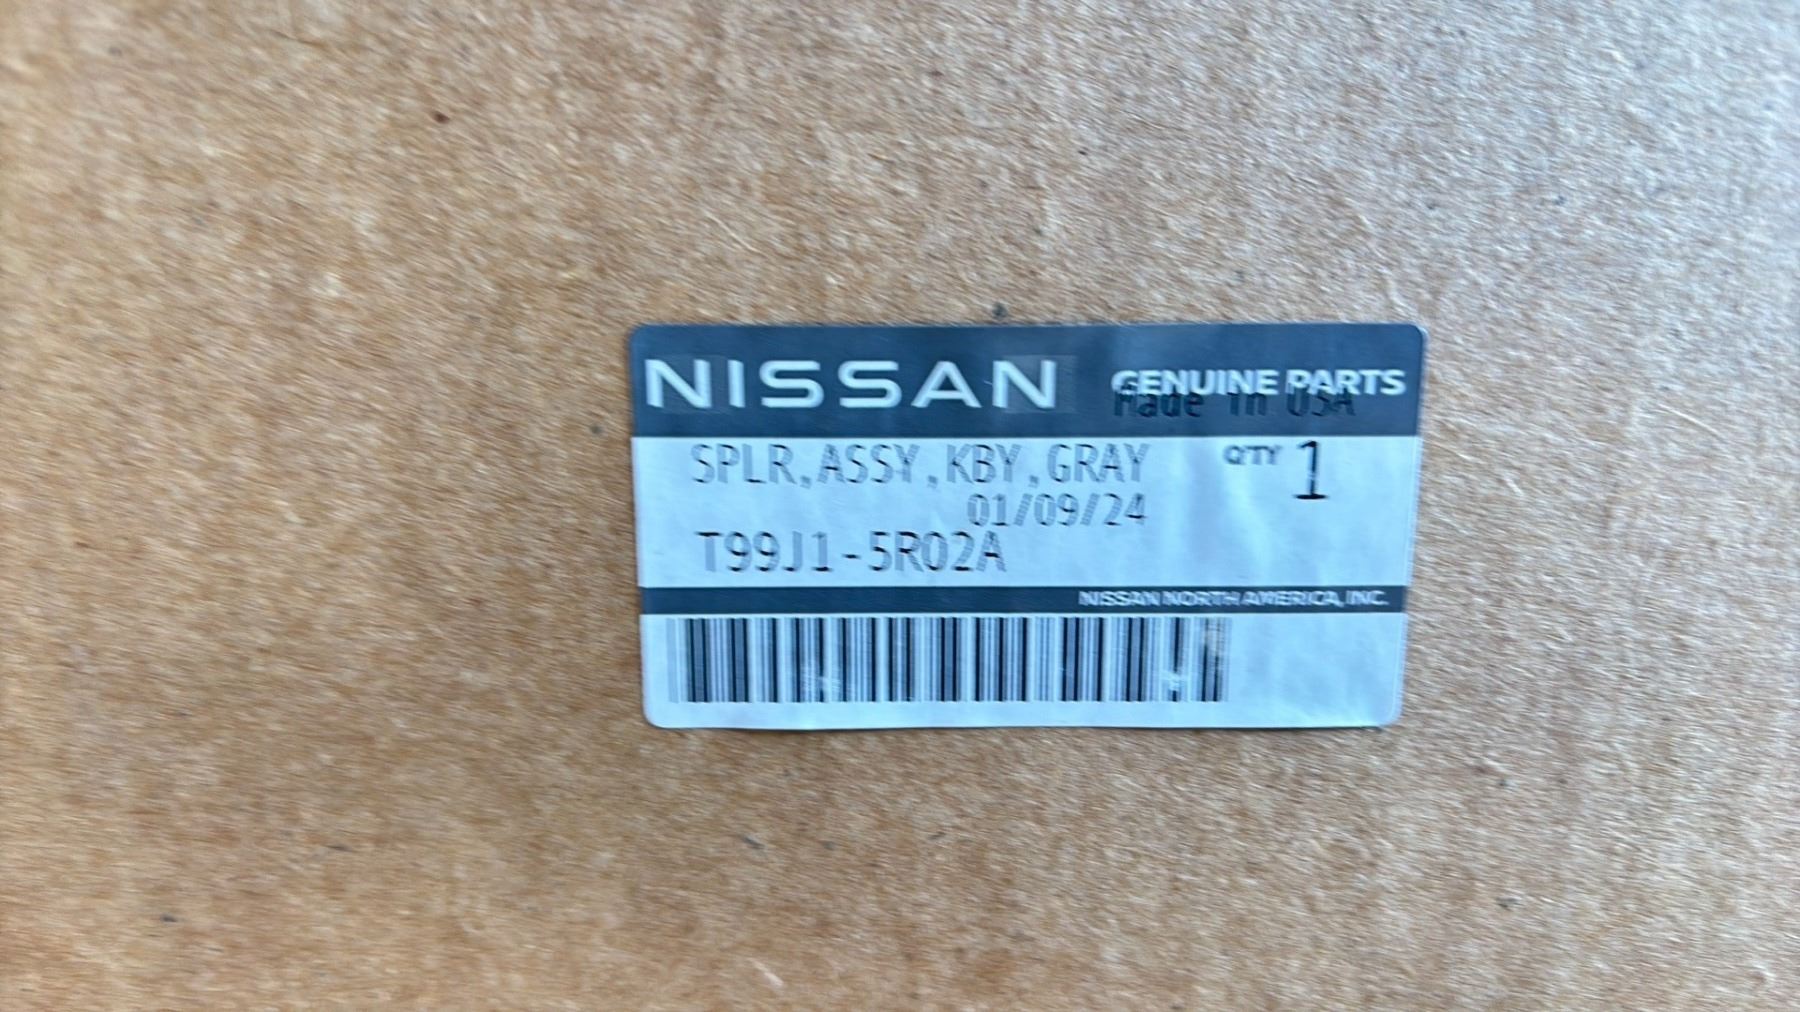 NISSAN GENUINE PARTS
Made in USA
SPLR,ASSY,KBY,GRAY QTY 1
01/09/24
T99J1-5R02A
NISSAN NORTH AMERICA, INC.